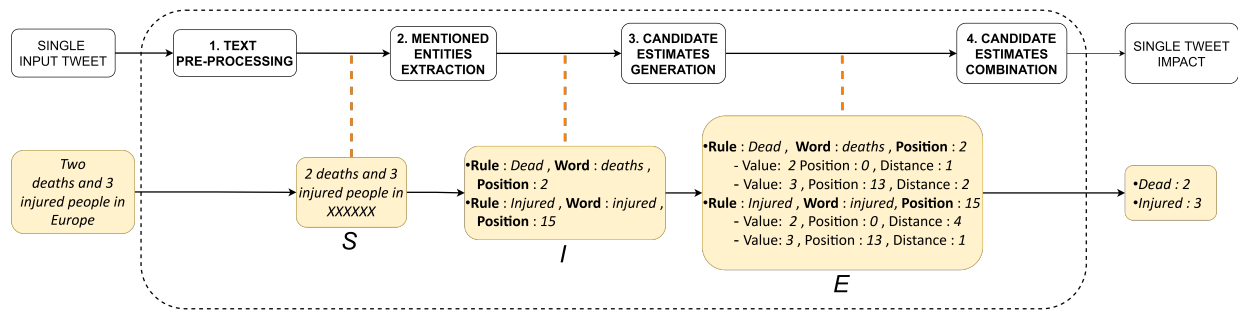 SINGLE
INPUT TWEET
1. TEXT
PRE-PROCESSING
2. MENTIONED
ENTITIES
EXTRACTION
3. CANDIDATE
ESTIMATES
GENERATION
4. CANDIDATE
ESTIMATES
COMBINATION
SINGLE TWEET
IMPACT
Two
deaths and 3
injured people in
Europe
2 deaths and 3
injured people in
XXXXXX
S
•Rule : Dead , Word : deaths ,
Position : 2
•Rule : Injured , Word : injured ,
Position : 15
I
•Rule : Dead , Word : deaths , Position : 2
- Value: 2 Position : 0 , Distance : 1
- Value: 3 , Position : 13 , Distance : 2
•Rule : Injured , Word : injured, Position : 15
- Value: 2 , Position : 0 , Distance : 4
- Value: 3 , Position : 13 , Distance : 1
E
•Dead : 2
•Injured : 3